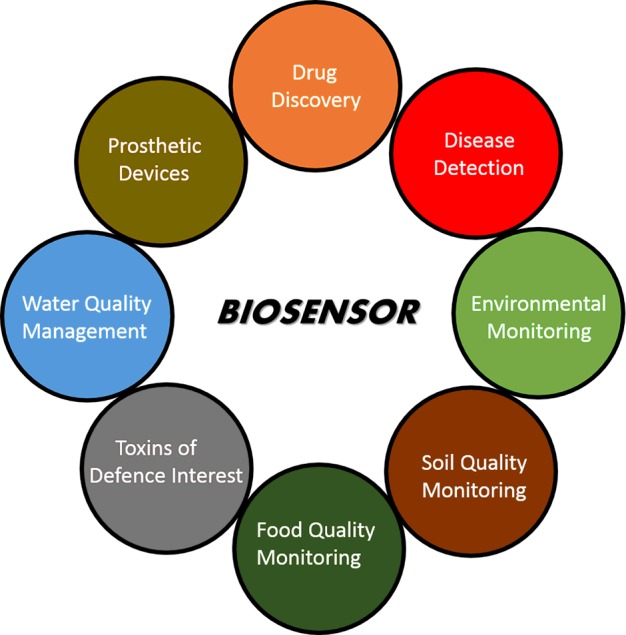 Drug
Discovery
Disease
Detection
Environmental
Monitoring
Soil Quality
Monitoring
Food Quality
Monitoring
Toxins of
Defence Interest
Water Quality
Management
Prosthetic
Devices
BIOSENSOR